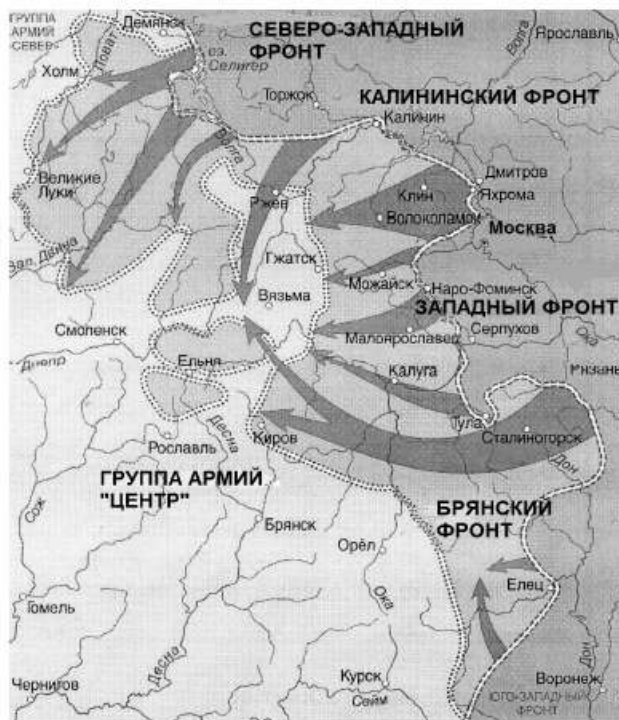 ГРУППА
АРМИЙ
«СЕВЕР»
Демянск
СЕВЕРО-ЗАПАДНЫЙ
ФРОНТ
Волга
Ярославль
Ловать
оз.
Селигер
Холм
Торжок
КАЛИНИНСКИЙ ФРОНТ
Калинин
Волга
Великие
Луки
Дмитров
Клин
Яхрома
Ржев
Волоколамск
Москва
Зап. Двина
Гжатск
Можайск
Наро-Фоминск
Вязьма
ЗАПАДНЫЙ ФРОНТ
Смоленск
Малоярославец
Серпухов
Ока
Днепр
Ельня
Калуга
Рязань
Тула
Сталиногорск
Рославль
Десна
Киров
Дон
ГРУППА АРМИЙ
"ЦЕНТР"
БРЯНСКИЙ
ФРОНТ
Сож
Брянск
Орёл
Елец
Гомель
Ока
Десна
Дон
Курск
Воронеж
Чернигов
Сейм
ЮГО-ЗАПАДНЫЙ
ФРОНТ